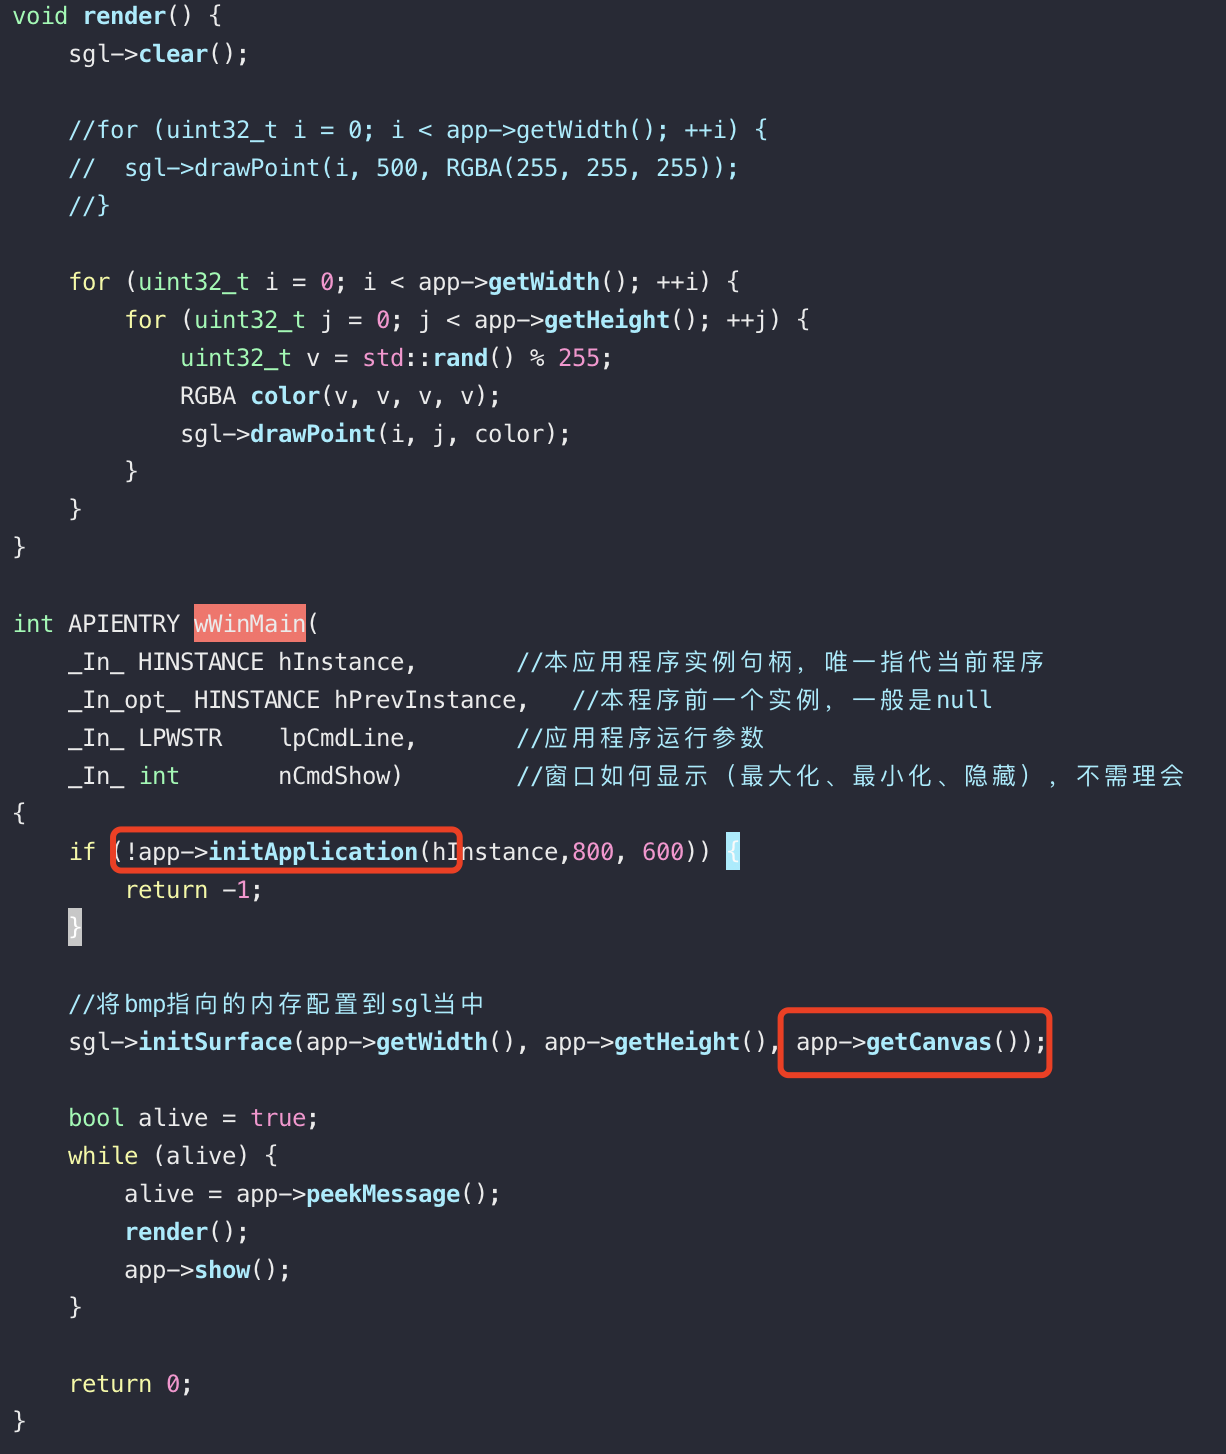 void render() {
    sgl->clear();
    //for (uint32_t i = 0; i < app->getWidth(); ++i) {
    //  sgl->drawPoint(i, 500, RGBA(255, 255, 255));
    //}
    for (uint32_t i = 0; i < app->getWidth(); ++i) {
        for (uint32_t j = 0; j < app->getHeight(); ++j) {
            uint32_t v = std::rand() % 255;
            RGBA color(v, v, v, v);
            sgl->drawPoint(i, j, color);
        }
    }
}
int APIENTRY wWinMain(
    _In_ HINSTANCE hInstance,       //本应用程序实例句柄，唯一指代当前程序
    _In_opt_ HINSTANCE hPrevInstance,   //本程序前一个实例，一般是null
    _In_ LPWSTR    lpCmdLine,       //应用程序运行参数
    _In_ int       nCmdShow)        //窗口如何显示（最大化、最小化、隐藏），不需理会
{
    if (!app->initApplication(hInstance,800, 600)) {
        return -1;
    }
    //将bmp指向的内存配置到sgl当中
    sgl->initSurface(app->getWidth(), app->getHeight(), app->getCanvas());
    bool alive = true;
    while (alive) {
        alive = app->peekMessage();
        render();
        app->show();
    }
    return 0;
}